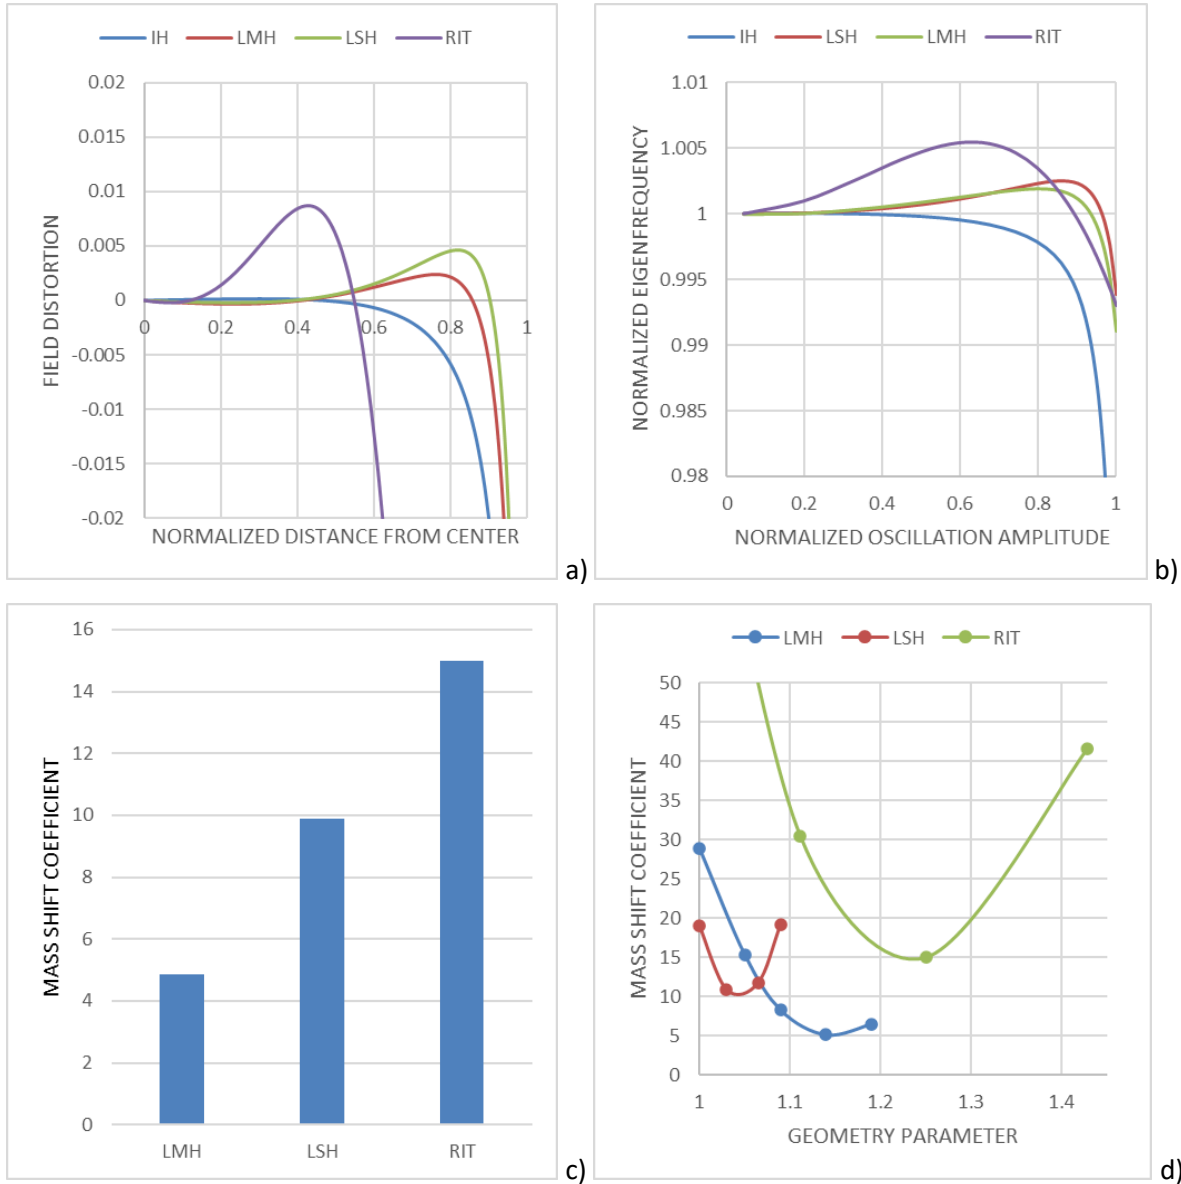 IH LMH LSH RIT
0.02
0.015
0.01
0.005
0
-0.005
-0.01
-0.015
-0.02
0 0.2 0.4 0.6 0.8 1
FIELD DISTORTION
NORMALIZED DISTANCE FROM CENTER
a)
IH LSH LMH RIT
1.01
1.005
1
0.995
0.99
0.985
0.98
0 0.2 0.4 0.6 0.8 1
NORMALIZED EIGENFREQUENCY
NORMALIZED OSCILLATION AMPLITUDE
b)
16
14
12
10
8
6
4
2
0
LMH LSH RIT
MASS SHIFT COEFFICIENT
c)
LMH LSH RIT
50
45
40
35
30
25
20
15
10
5
0
1 1.1 1.2 1.3 1.4
MASS SHIFT COEFFICIENT
GEOMETRY PARAMETER
d)